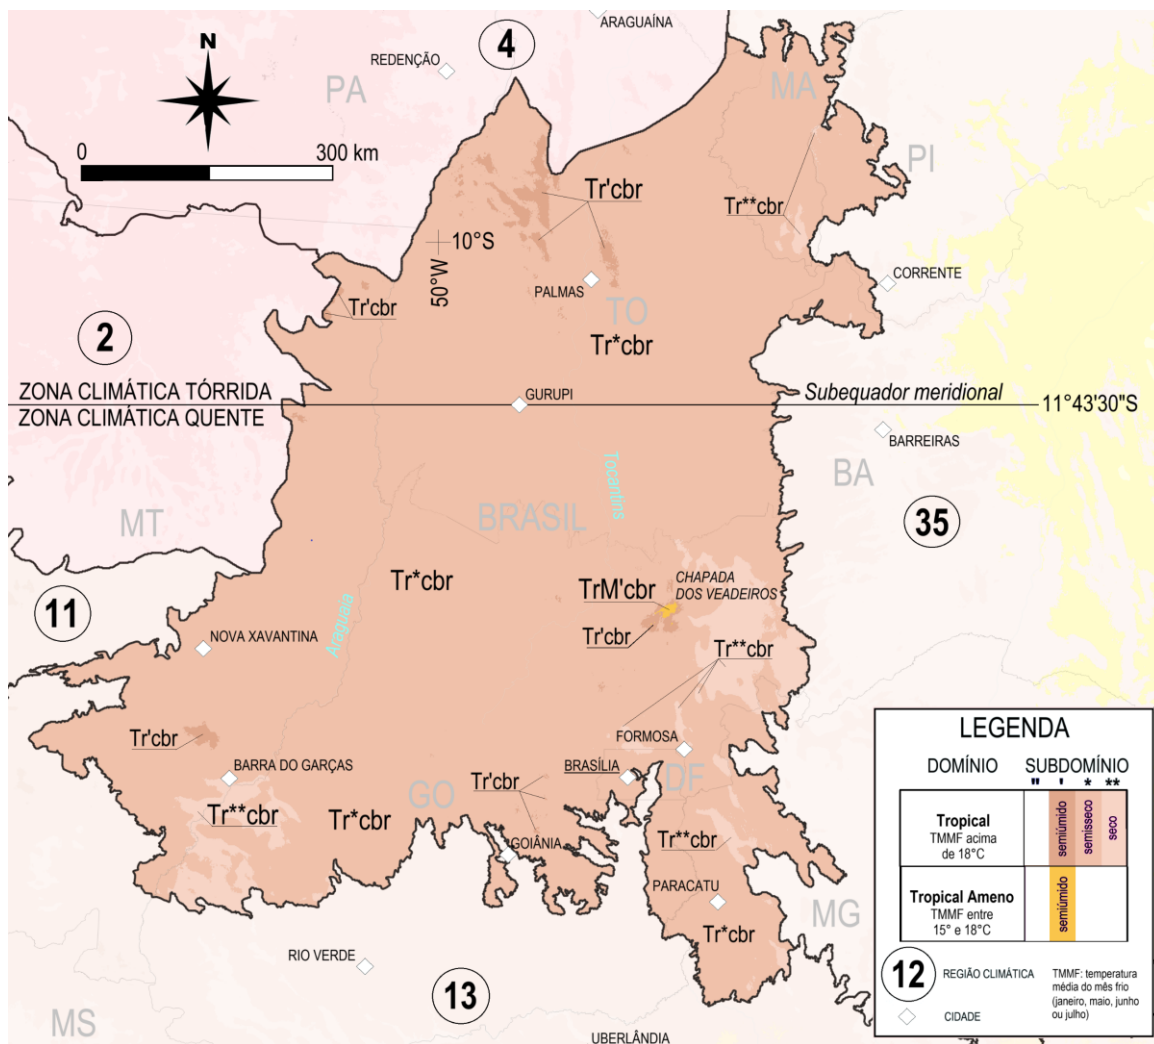 ARAGUAÍNA
4
N
REDENÇÃO
PA
MA
0
300 km
PI
Tr'cbr
Tr**cbr
10°S
50°W
CORRENTE
PALMAS
Tr'cbr
TO
2
Tr*cbr
ZONA CLIMÁTICA TÓRRIDA
GURUPI
Subequador meridional
11°43'30"S
ZONA CLIMÁTICA QUENTE
BARREIRAS
Tocantins
BA
MT
BRASIL
35
Tr*cbr
TrM'cbr
CHAPADA
DOS VEADEIROS
11
Araguaia
NOVA XAVANTINA
Tr'cbr
Tr**cbr
Tr'cbr
FORMOSA
BARRA DO GARÇAS
BRASÍLIA
DF
Tr'cbr
GO
Tr**cbr
Tr*cbr
GOIÂNIA
Tr**cbr
PARACATU
MG
Tr*cbr
RIO VERDE
13
MS
UBERLÂNDIA
LEGENDA
DOMÍNIO
SUBDOMÍNIO
" ' * **
Tropical
TMMF acima
de 18°C
semiúmido
semisseco
seco
Tropical Ameno
TMMF entre
15° e 18°C
semiúmido
12
REGIÃO CLIMÁTICA
CIDADE
TMMF: temperatura
média do mês frio
(janeiro, maio, junho
ou julho)